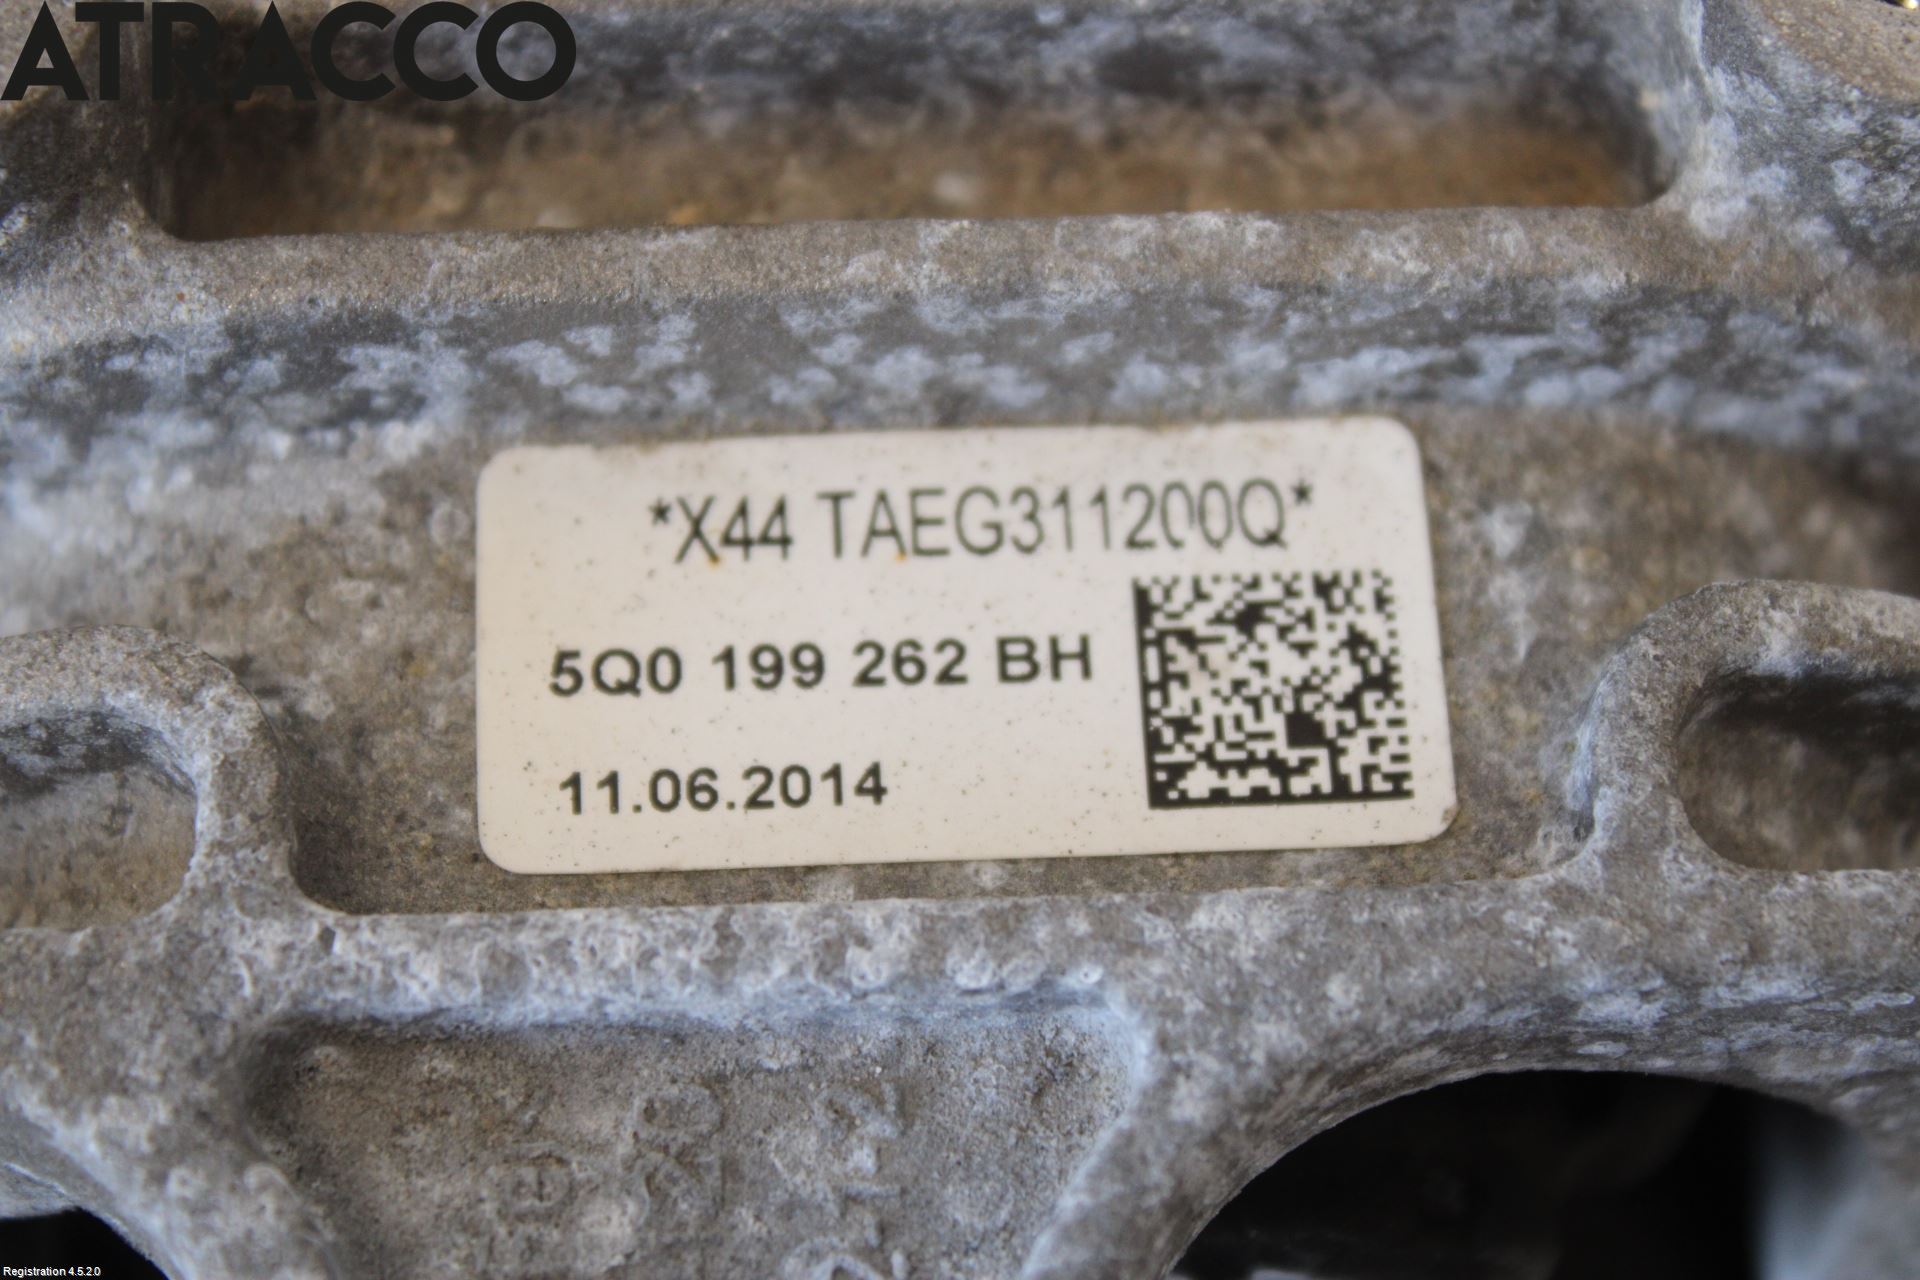 ATRACCO
*X44 TAEG311200Q*
5Q0 199 262 BH
11.06.2014
Registration 4.5.2.0